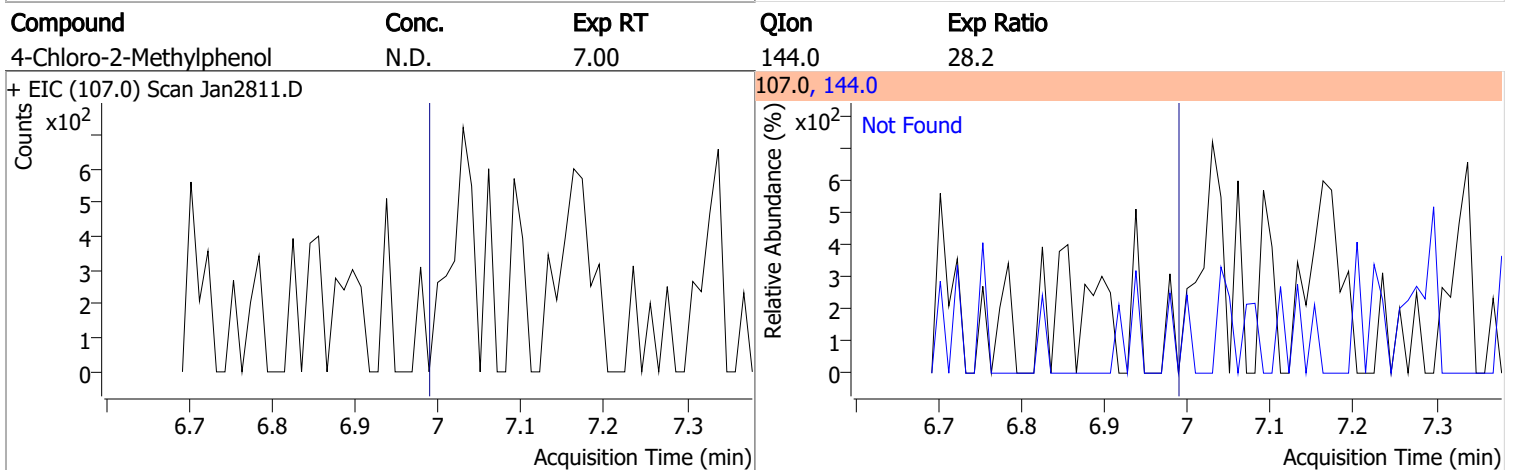 Compound Conc. Exp RT QIon Exp Ratio
4-Chloro-2-Methylphenol N.D. 7.00 144.0 28.2
+ EIC (107.0) Scan Jan2811.D
Counts
x10²
6
5
4
3
2
1
0
6.7 6.8 6.9 7 7.1 7.2 7.3
Acquisition Time (min)
107.0, 144.0
Relative Abundance (%)
x10²
Not Found
6
5
4
3
2
1
0
6.7 6.8 6.9 7 7.1 7.2 7.3
Acquisition Time (min)